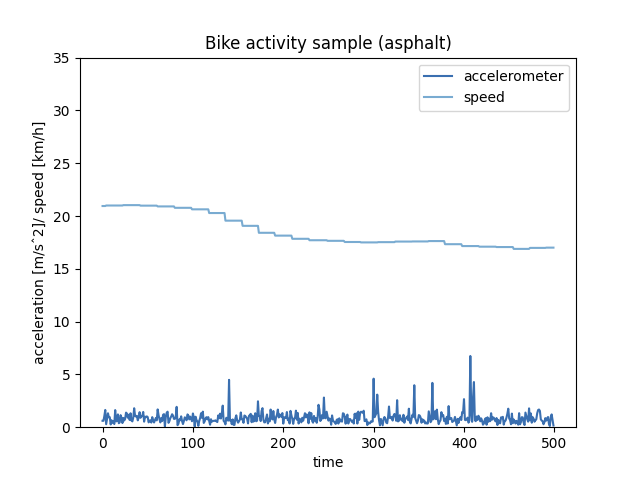 Bike activity sample (asphalt)
accelerometer
speed
acceleration [m/sˆ2]/ speed [km/h]
35
30
25
20
15
10
5
0
0 100 200 300 400 500
time